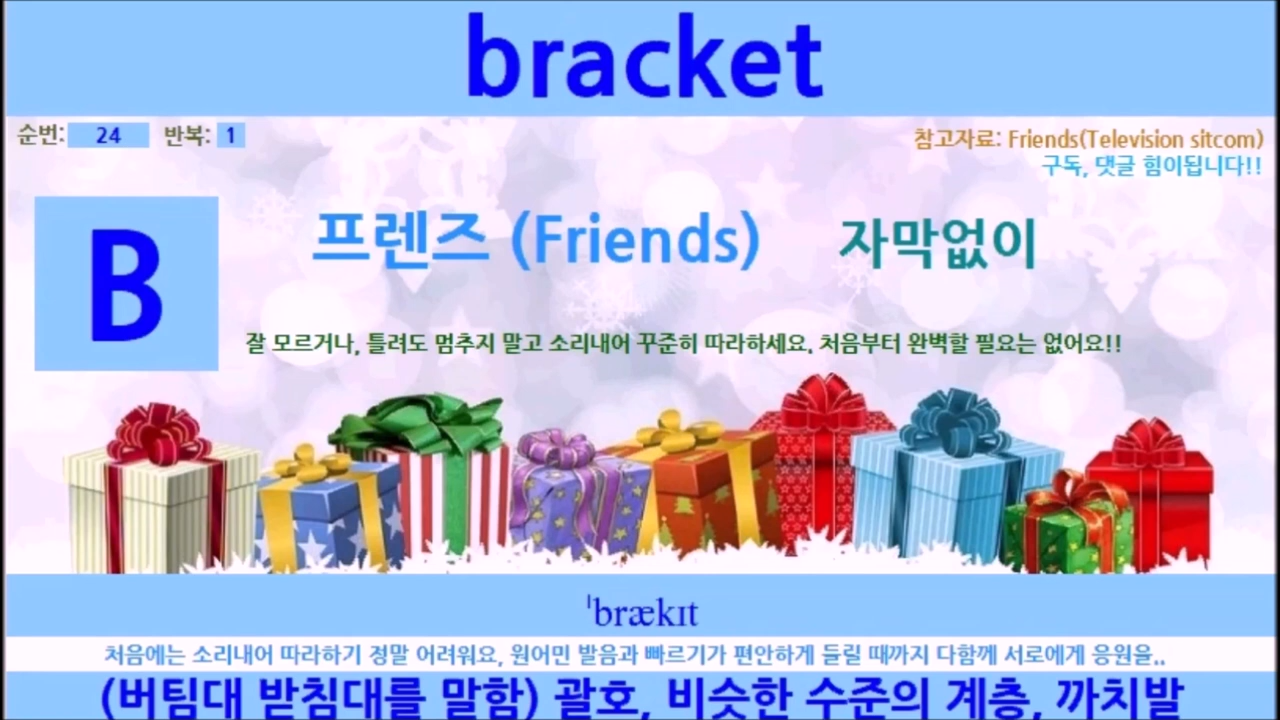 bracket
순번: 24 반복: 1
참고자료: Friends(Television sitcom)
구독, 댓글 힘이됩니다!!
B
프렌즈 (Friends) 자막없이
잘 모르거나, 틀려도 멈추지 말고 소리내어 꾸준히 따라하세요. 처음부터 완벽할 필요는 없어요!!
ˈbrækɪt
처음에는 소리내어 따라하기 정말 어려워요, 원어민 발음과 빠르기가 편안하게 들릴 때까지 다함께 서로에게 응원을..
(버팀대 받침대를 말함) 괄호, 비슷한 수준의 계층, 까치발